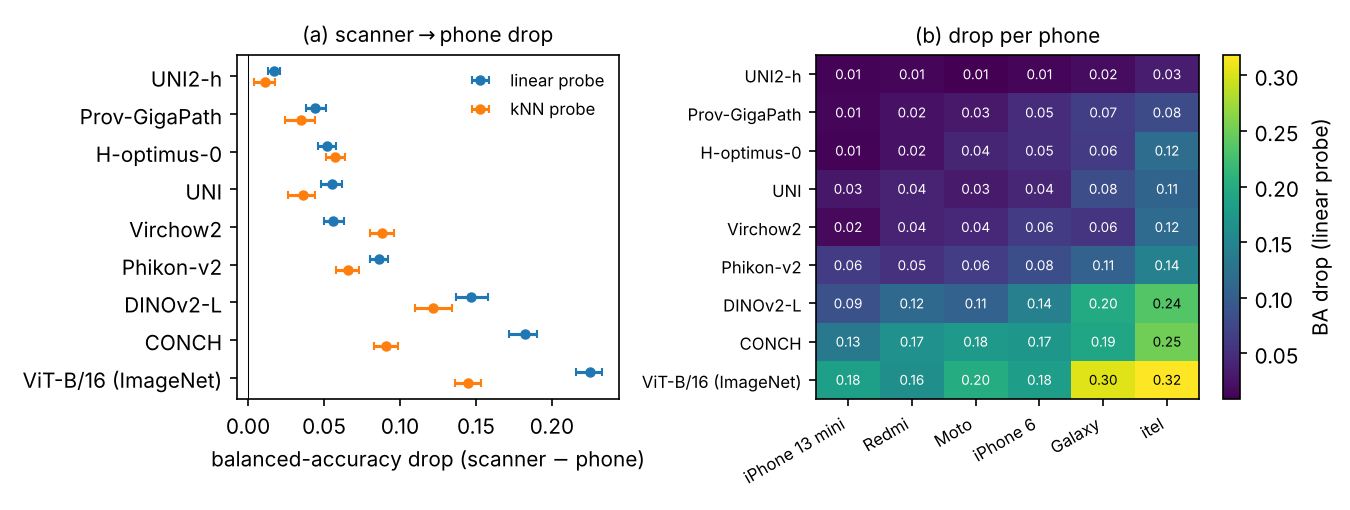 (a) scanner→phone drop
linear probe
kNN probe
UNI2-h
Prov-GigaPath
H-optimus-0
UNI
Virchow2
Phikon-v2
DINOv2-L
CONCH
ViT-B/16 (ImageNet)
0.00 0.05 0.10 0.15 0.20
balanced-accuracy drop (scanner − phone)
(b) drop per phone
UNI2-h 0.01 0.01 0.01 0.01 0.02 0.03
Prov-GigaPath 0.01 0.02 0.03 0.05 0.07 0.08
H-optimus-0 0.01 0.02 0.04 0.05 0.06 0.12
UNI 0.03 0.04 0.03 0.04 0.08 0.11
Virchow2 0.02 0.04 0.04 0.06 0.06 0.12
Phikon-v2 0.06 0.05 0.06 0.08 0.11 0.14
DINOv2-L 0.09 0.12 0.11 0.14 0.20 0.24
CONCH 0.13 0.17 0.18 0.17 0.19 0.25
ViT-B/16 (ImageNet) 0.18 0.16 0.20 0.18 0.30 0.32
iPhone 13 mini Redmi Moto iPhone 6 Galaxy itel
0.30
0.25
0.20
0.15
0.10
0.05
BA drop (linear probe)